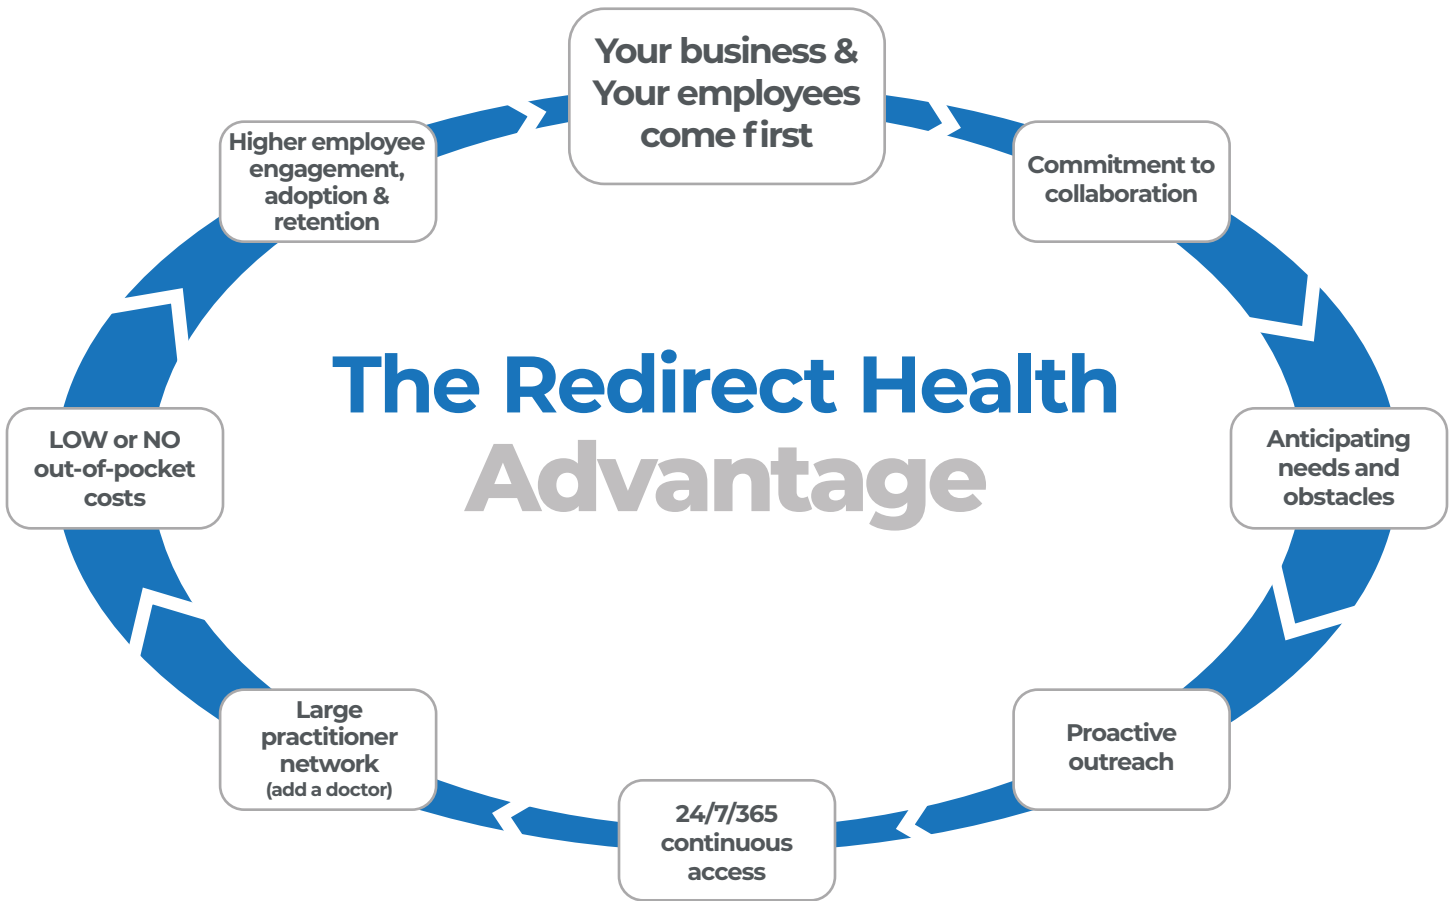 Your business &
Your employees
come first
Commitment to
collaboration
Anticipating
needs and
obstacles
Proactive
outreach
24/7/365
continuous
access
Large
practitioner
network
(add a doctor)
LOW or NO
out-of-pocket
costs
Higher employee
engagement,
adoption &
retention
The Redirect Health
Advantage